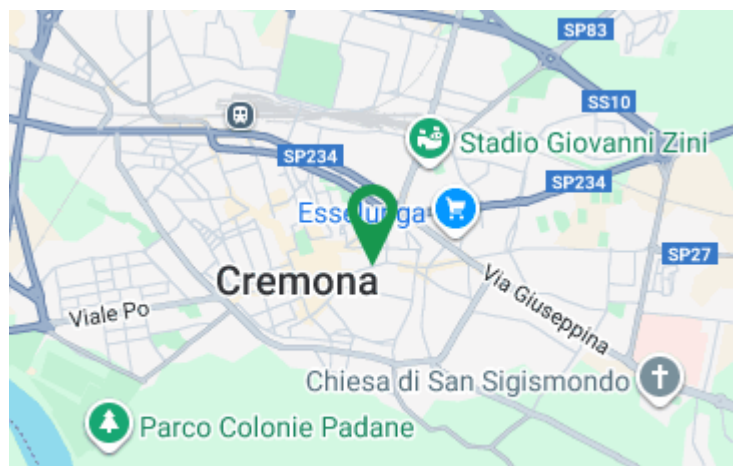 SP83
SS10
Stadio Giovanni Zini
SP234
SP234
Esselunga
SP27
Cremona
Via Giuseppina
Viale Po
Chiesa di San Sigismondo
Parco Colonie Padane